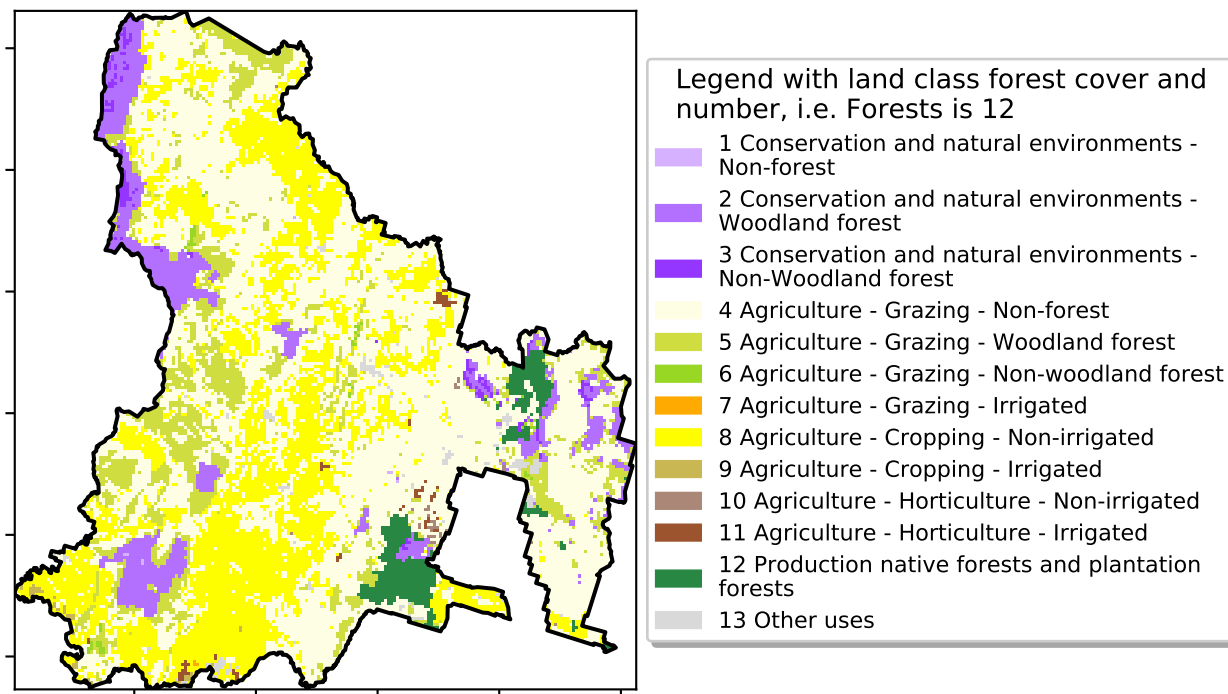 Legend with land class forest cover and
number, i.e. Forests is 12
1 Conservation and natural environments -
Non-forest
2 Conservation and natural environments -
Woodland forest
3 Conservation and natural environments -
Non-Woodland forest
4 Agriculture - Grazing - Non-forest
5 Agriculture - Grazing - Woodland forest
6 Agriculture - Grazing - Non-woodland forest
7 Agriculture - Grazing - Irrigated
8 Agriculture - Cropping - Non-irrigated
9 Agriculture - Cropping - Irrigated
10 Agriculture - Horticulture - Non-irrigated
11 Agriculture - Horticulture - Irrigated
12 Production native forests and plantation
forests
13 Other uses